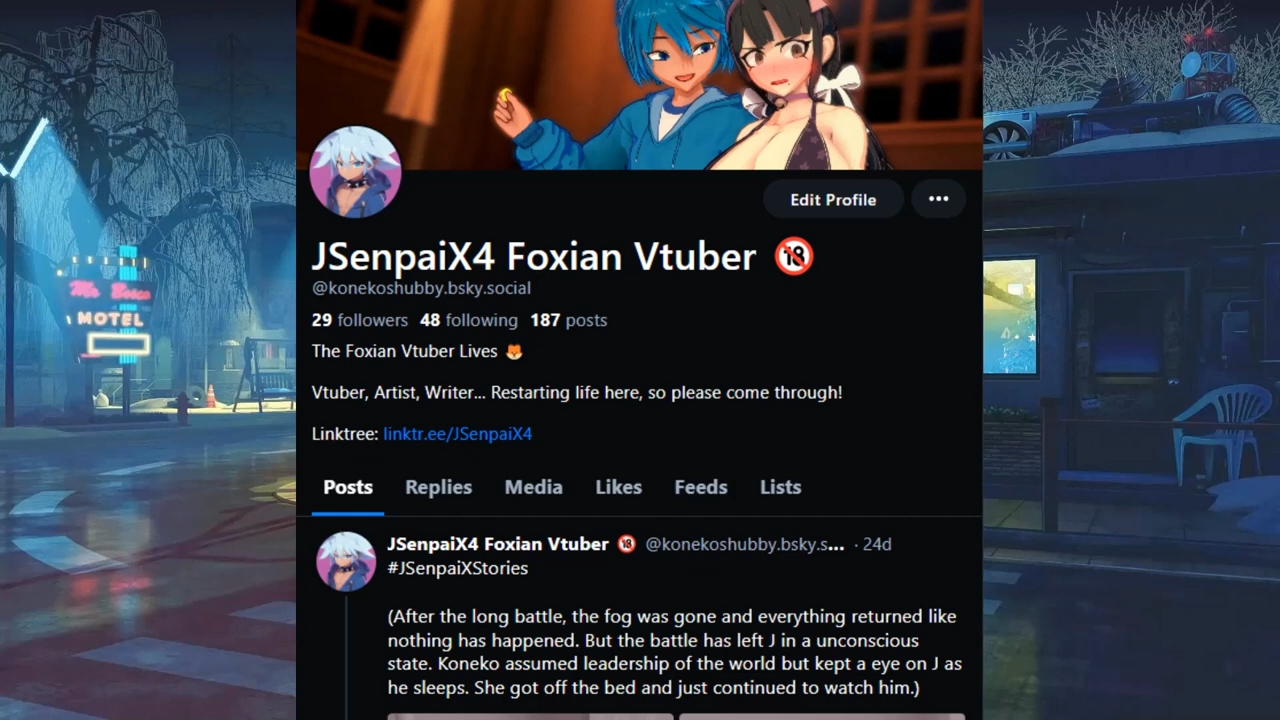 Edit Profile
JSenpaiX4 Foxian Vtuber 🔞
@konekoshubby.bsky.social
29 followers 48 following 187 posts
The Foxian Vtuber Lives 🦊
Vtuber, Artist, Writer... Restarting life here, so please come through!
Linktree: linktr.ee/JSenpaiX4
Posts Replies Media Likes Feeds Lists
JSenpaiX4 Foxian Vtuber 🔞 @konekoshubby.bsky.s... · 24d
#JSenpaiXStories
(After the long battle, the fog was gone and everything returned like
nothing has happened. But the battle has left J in a unconscious
state. Koneko assumed leadership of the world but kept a eye on J as
he sleeps. She got off the bed and just continued to watch him.)
MOTEL